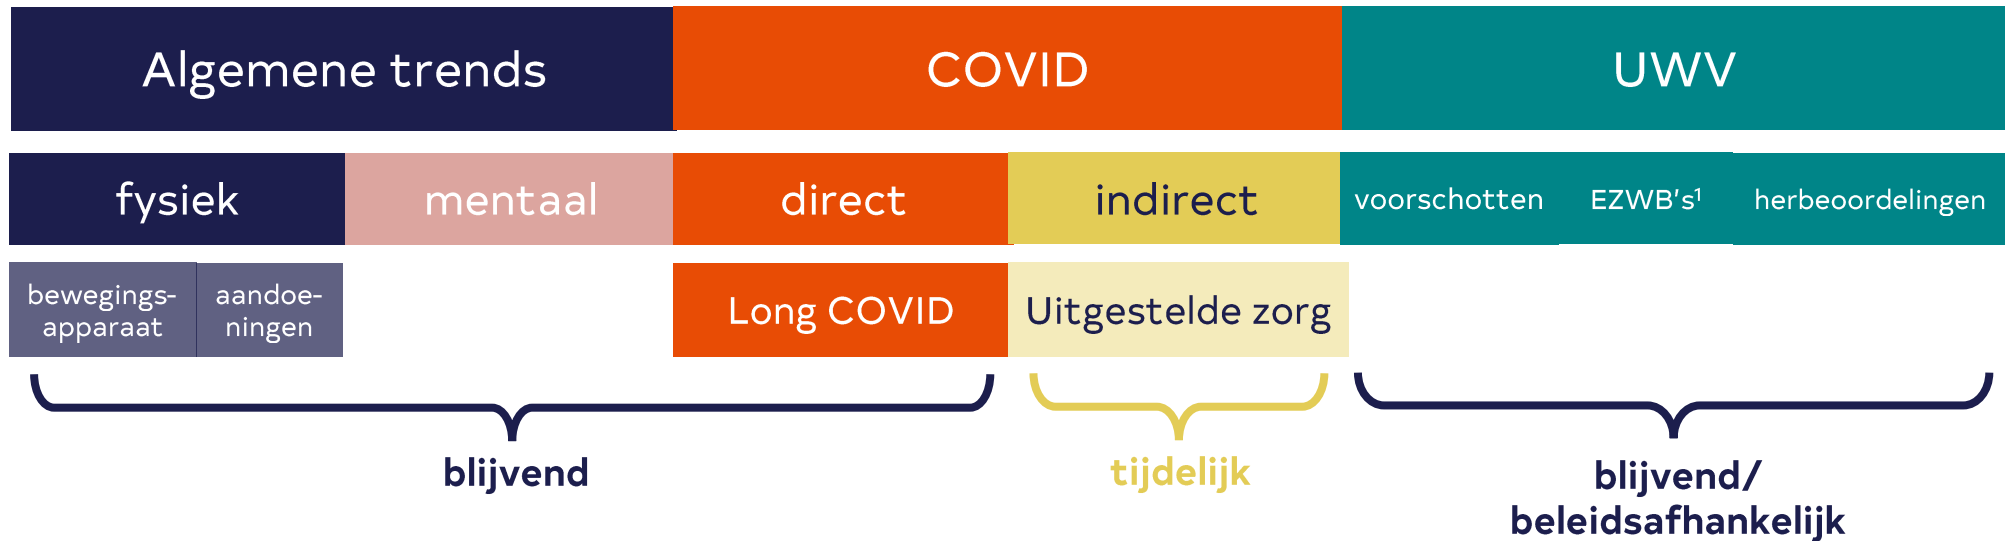 Algemene trends
COVID
UWV
fysiek
mentaal
direct
indirect
voorschotten
EZWB's¹
herbeoordelingen
bewegings-
apparaat
aandoe-
ningen
Long COVID
Uitgestelde zorg
blijvend
tijdelijk
blijvend/
beleidsafhankelijk